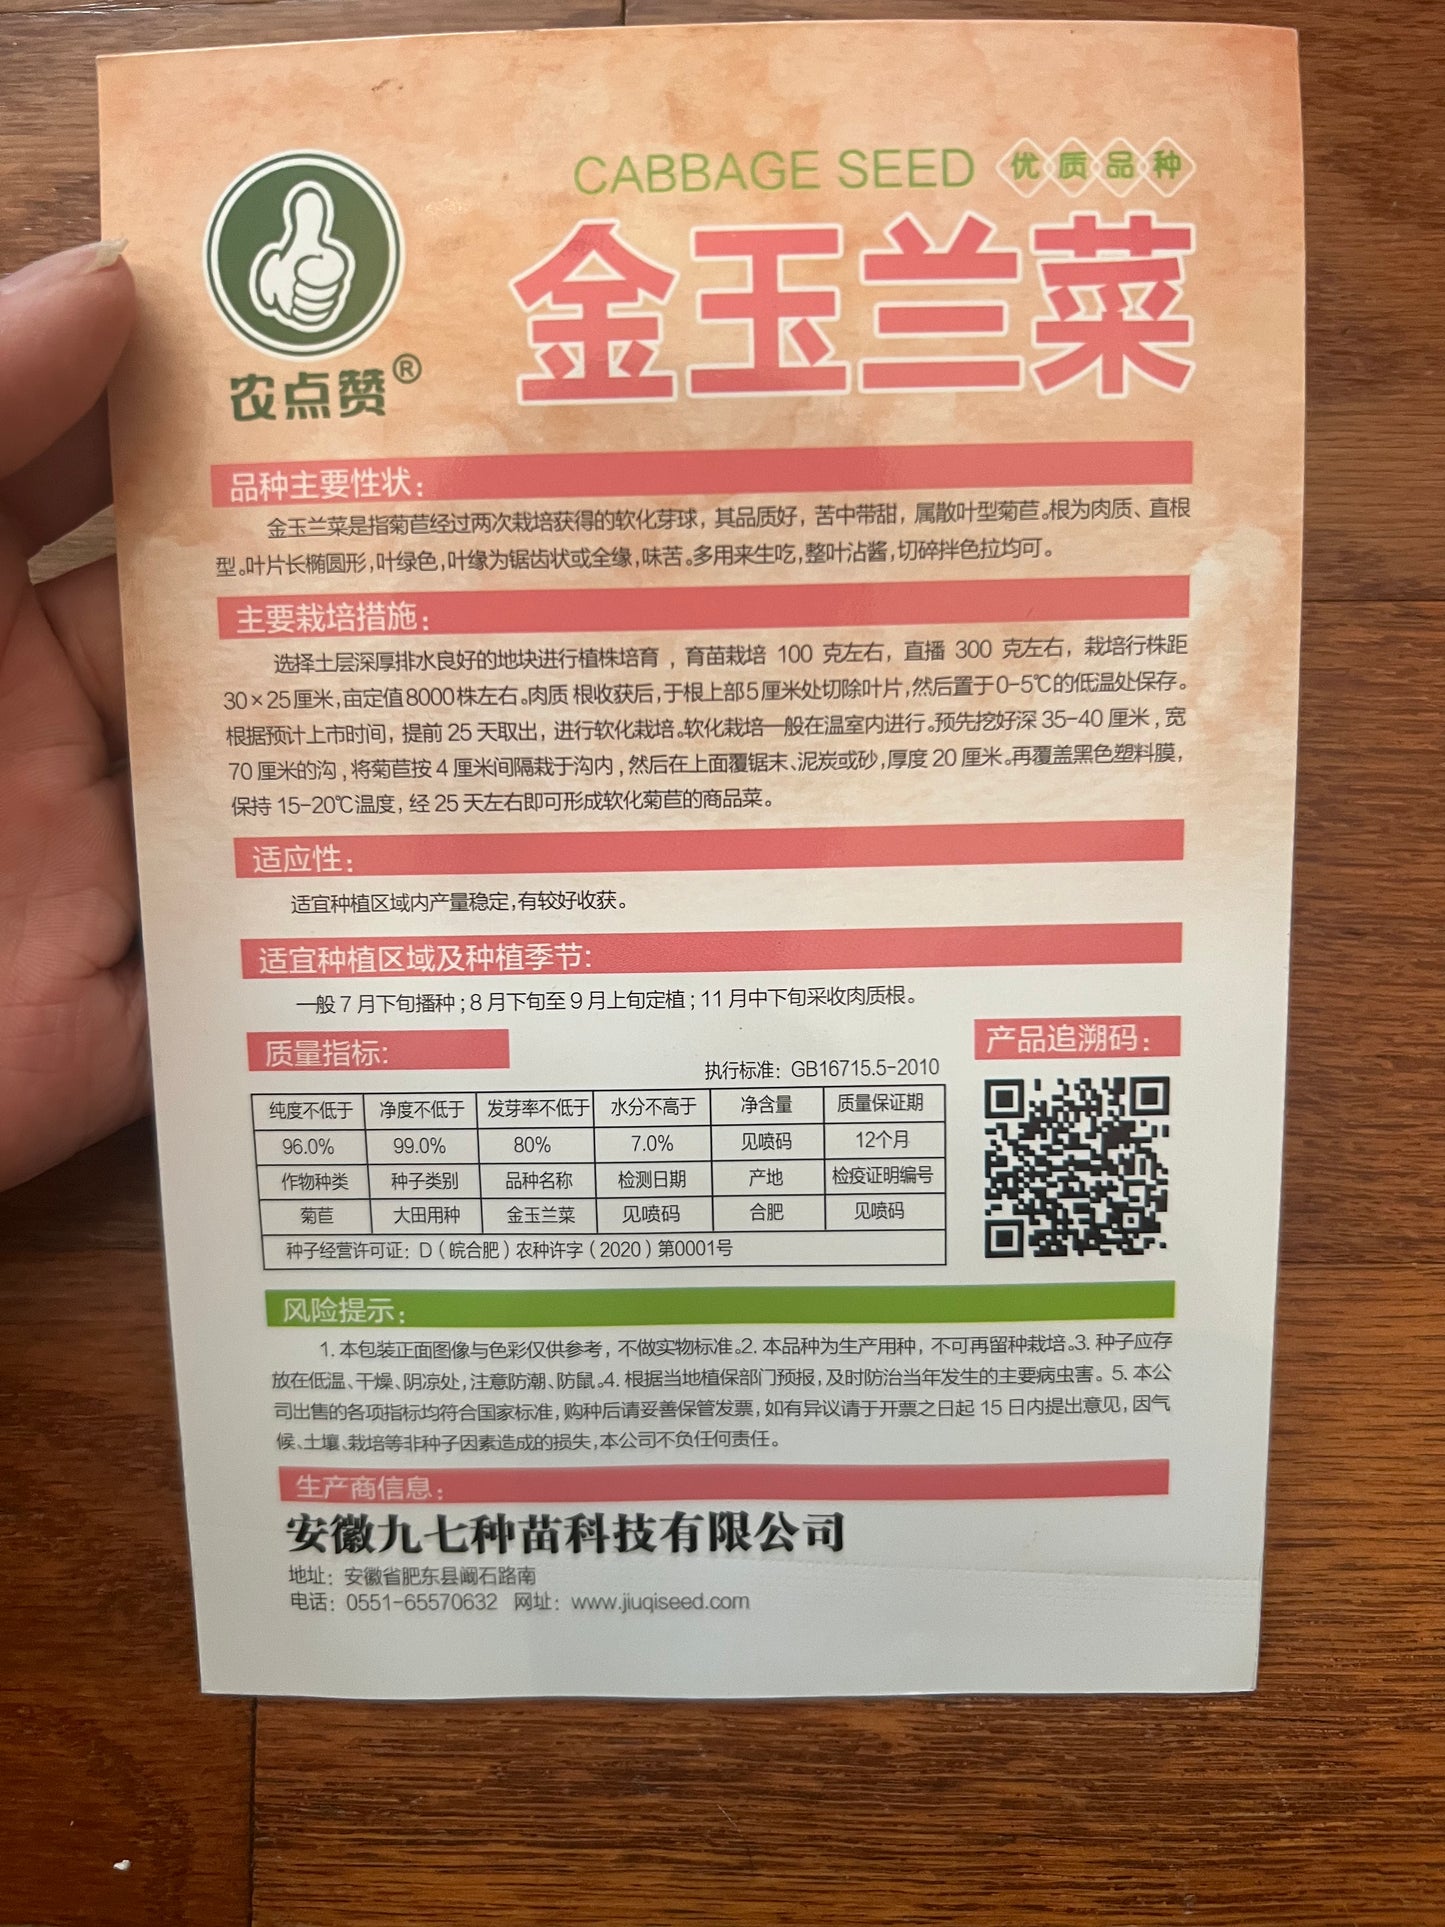 CABBAGE SEED 优质品种
金玉兰菜
农点赞®
品种主要性状：
金玉兰菜是指菊苣经过两次栽培获得的软化芽球，其品质好，苦中带甜，属散叶型菊苣。根为肉质、直根
型。叶片长椭圆形，叶绿色，叶缘为锯齿状或全缘，味苦。多用来生吃，整叶沾酱，切碎拌色拉均可。
主要栽培措施：
选择土层深厚排水良好的地块进行植株培育，育苗栽培 100 克左右，直播 300 克左右，栽培行株距
30×25厘米，亩定值8000株左右。肉质 根收获后，于根上部5厘米处切除叶片，然后置于0-5℃的低温处保存。
根据预计上市时间，提前 25 天取出，进行软化栽培。软化栽培一般在温室内进行。预先挖好深 35-40 厘米，宽
70 厘米的沟，将菊苣按 4 厘米间隔栽于沟内，然后在上面覆锯末、泥炭或砂，厚度 20 厘米。再覆盖黑色塑料膜，
保持 15-20℃温度，经 25 天左右即可形成软化菊苣的商品菜。
适应性：
适宜种植区域内产量稳定，有较好收获。
适宜种植区域及种植季节：
一般 7 月下旬播种；8 月下旬至 9 月上旬定植；11 月中下旬采收肉质根。
质量指标：
执行标准：GB16715.5-2010
产品追溯码：
纯度不低于 净度不低于 发芽率不低于 水分不高于 净含量 质量保证期
96.0% 99.0% 80% 7.0% 见喷码 12个月
作物种类 种子类别 品种名称 检测日期 产地 检疫证明编号
菊苣 大田用种 金玉兰菜 见喷码 合肥 见喷码
种子经营许可证：D（皖合肥）农种许字（2020）第0001号
风险提示：
1. 本包装正面图像与色彩仅供参考，不做实物标准。2. 本品种为生产用种，不可再留种栽培。3. 种子应存
放在低温、干燥、阴凉处，注意防潮、防鼠。4. 根据当地植保部门预报，及时防治当年发生的主要病虫害。5. 本公
司出售的各项指标均符合国家标准，购种后请妥善保管发票，如有异议请于开票之日起 15 日内提出意见，因气
候、土壤、栽培等非种子因素造成的损失，本公司不负任何责任。
生产商信息：
安徽九七种苗科技有限公司
地址：安徽省肥东县阚石路南
电话：0551-65570632 网址：www.jiuqiseed.com